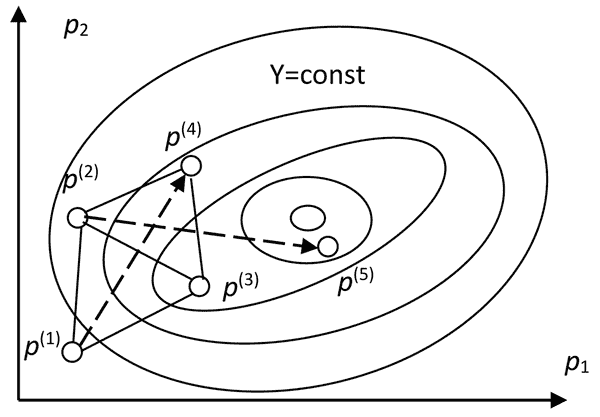 p₂
Y=const
p⁽⁴⁾
p⁽²⁾
p⁽³⁾
p⁽⁵⁾
p⁽¹⁾
p₁